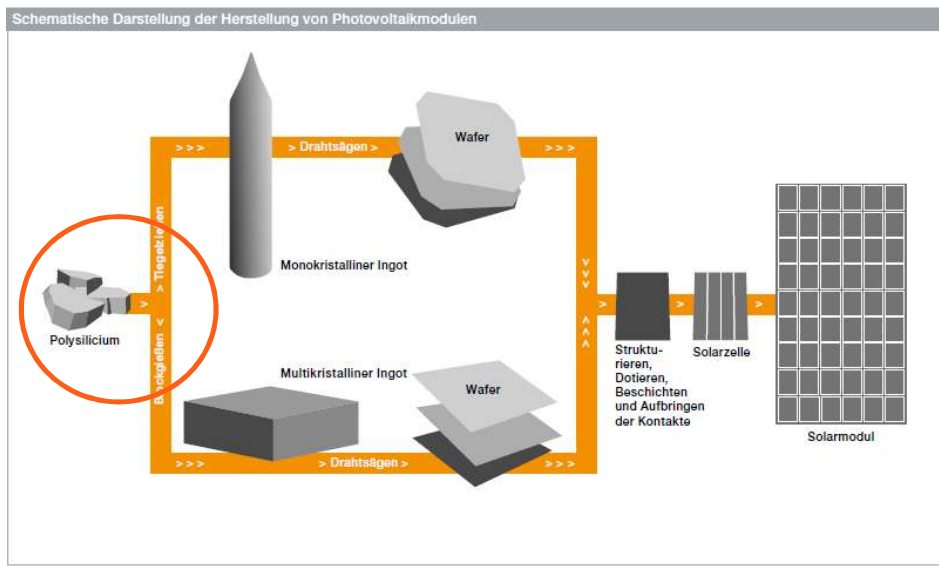 Schematische Darstellung der Herstellung von Photovoltaikmodulen
> > >
> Drahtsägen >
> > >
Wafer
Monokristalliner Ingot
> Tiegelziehen
Blockgießen <
>
Polysilicium
Multikristalliner Ingot
Wafer
> > >
> Drahtsägen >
> > >
> > >
< < <
>
>
>
Struktu-
rieren,
Dotieren,
Beschichten
und Aufbringen
der Kontakte
Solarzelle
Solarmodul